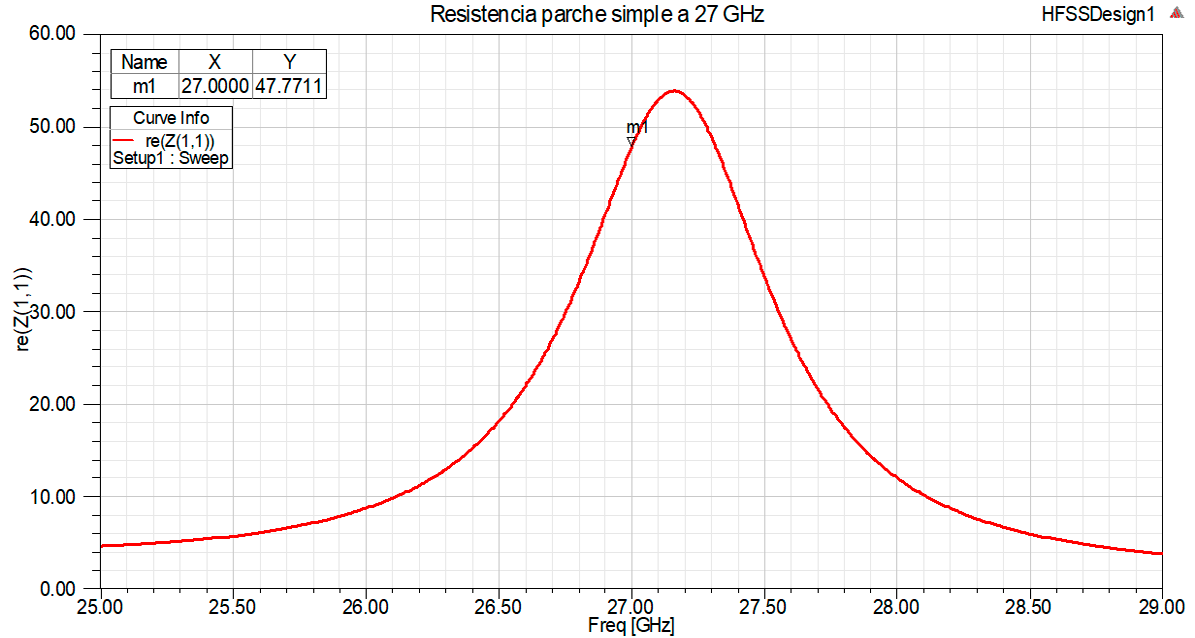 Resistencia parche simple a 27 GHz
HFSSDesign1
Name X Y
m1 27.0000 47.7711
Curve Info
re(Z(1,1))
Setup1 : Sweep
m1
re(Z(1,1))
60.00
50.00
40.00
30.00
20.00
10.00
0.00
25.00 25.50 26.00 26.50 27.00 27.50 28.00 28.50 29.00
Freq [GHz]